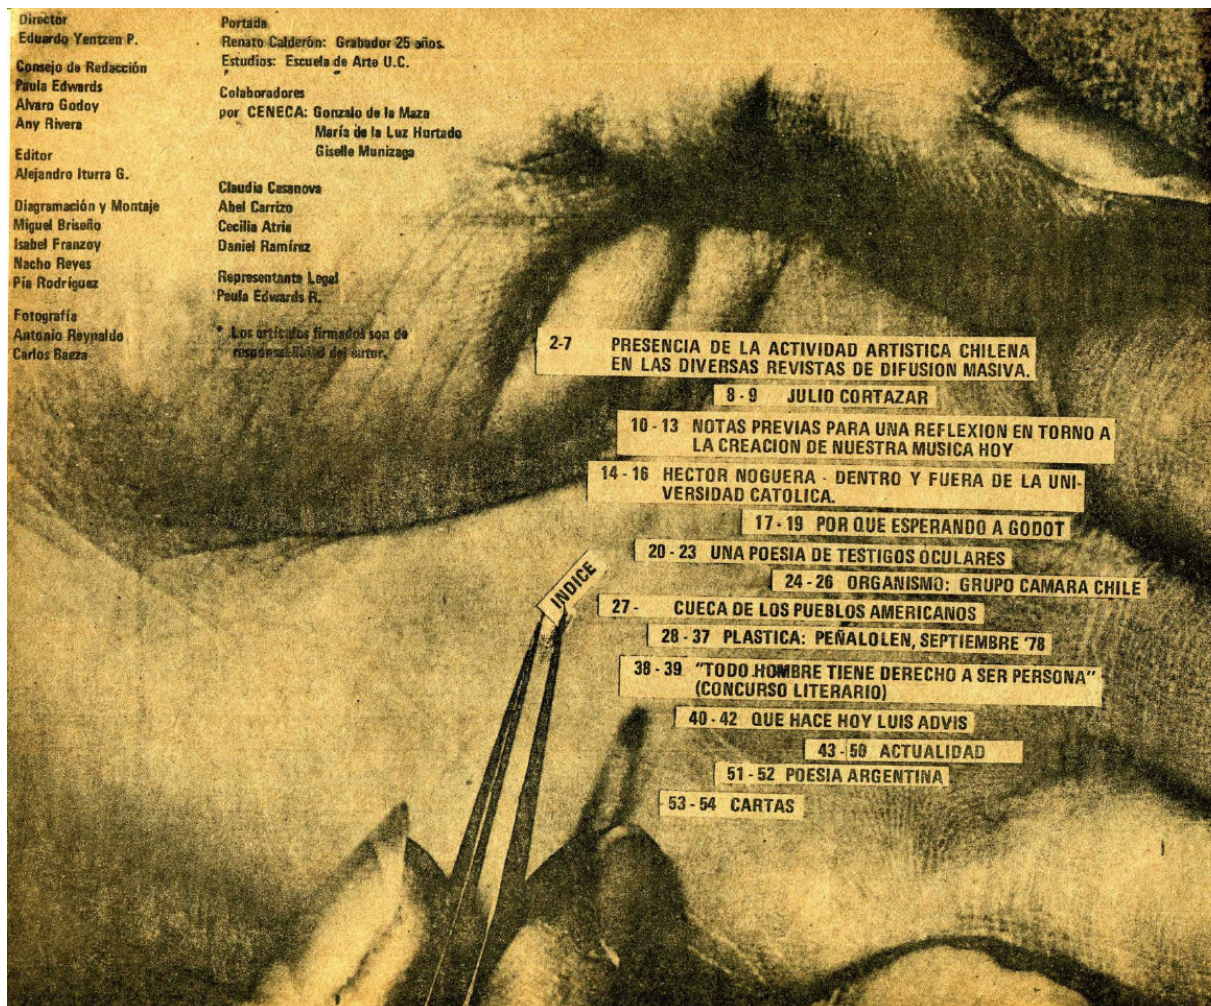 Director
Eduardo Yentzen P.
Consejo de Redacción
Paula Edwards
Alvaro Godoy
Any Rivera
Editor
Alejandro Iturra G.
Diagramación y Montaje
Miguel Briseño
Isabel Franzoy
Nacho Reyes
Pía Rodríguez
Fotografía
Antonio Reynaldo
Carlos Baeza
Portada
Renato Calderón: Grabador 25 años.
Estudios: Escuela de Arte U.C.
Colaboradores
por CENECA: Gonzalo de la Maza
María de la Luz Hurtado
Giselle Munizaga
Claudia Casanova
Abel Carrizo
Cecilia Atria
Daniel Ramírez
Representante Legal
Paula Edwards R.
* Los artículos firmados son de
responsabilidad del autor.
INDICE
2-7 PRESENCIA DE LA ACTIVIDAD ARTISTICA CHILENA
EN LAS DIVERSAS REVISTAS DE DIFUSION MASIVA.
8 - 9 JULIO CORTAZAR
10 - 13 NOTAS PREVIAS PARA UNA REFLEXION EN TORNO A
LA CREACION DE NUESTRA MUSICA HOY
14 - 16 HECTOR NOGUERA - DENTRO Y FUERA DE LA UNI-
VERSIDAD CATOLICA.
17 - 19 POR QUE ESPERANDO A GODOT
20 - 23 UNA POESIA DE TESTIGOS OCULARES
24 - 26 ORGANISMO: GRUPO CAMARA CHILE
27 - CUECA DE LOS PUEBLOS AMERICANOS
28 - 37 PLASTICA: PEÑALOLEN, SEPTIEMBRE '78
38 - 39 "TODO HOMBRE TIENE DERECHO A SER PERSONA"
(CONCURSO LITERARIO)
40 - 42 QUE HACE HOY LUIS ADVIS
43 - 50 ACTUALIDAD
51 - 52 POESIA ARGENTINA
53 - 54 CARTAS